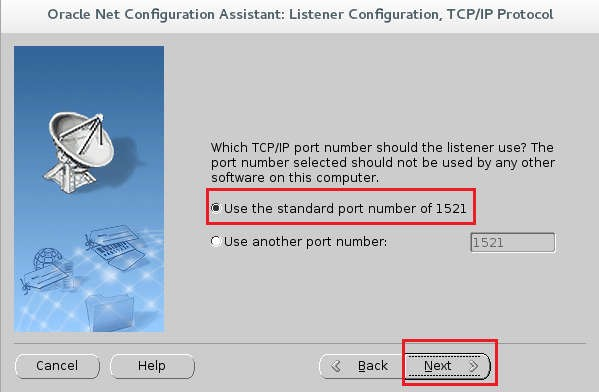 Oracle Net Configuration Assistant: Listener Configuration, TCP/IP Protocol
Which TCP/IP port number should the listener use? The
port number selected should not be used by any other
software on this computer.
Use the standard port number of 1521
Use another port number: 1521
Cancel Help Back Next